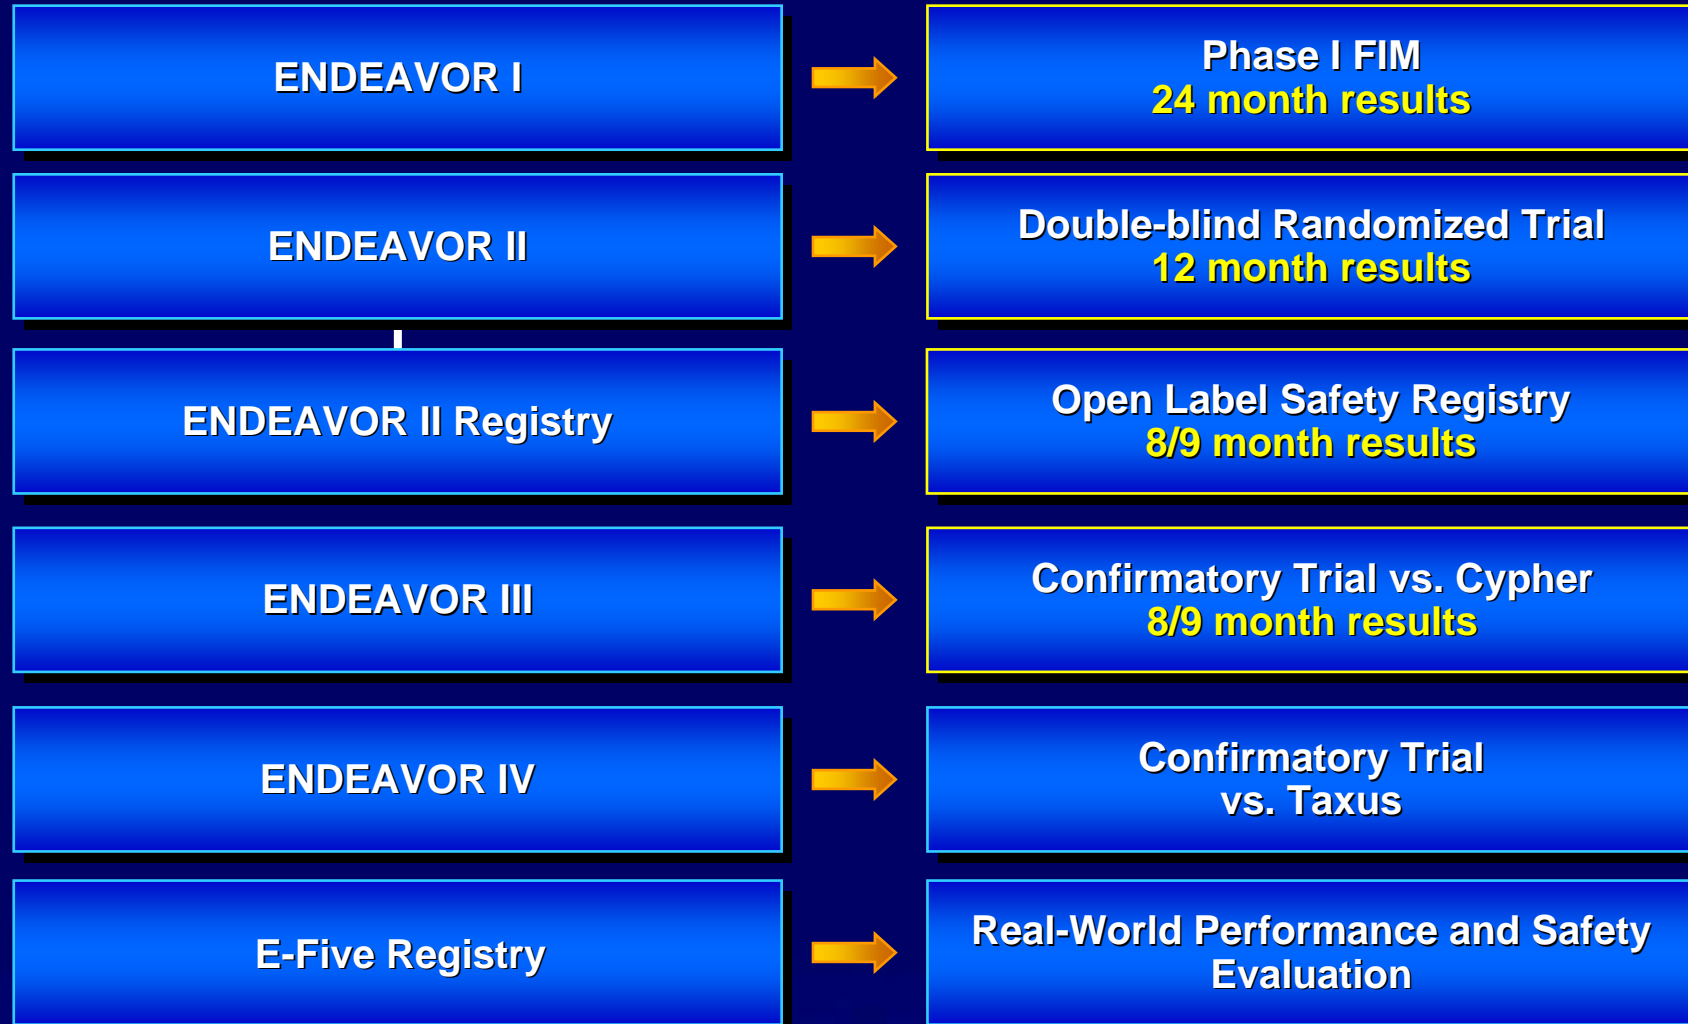 ENDEAVOR I
Phase I FIM
24 month results
ENDEAVOR II
Double-blind Randomized Trial
12 month results
ENDEAVOR II Registry
Open Label Safety Registry
8/9 month results
ENDEAVOR III
Confirmatory Trial vs. Cypher
8/9 month results
ENDEAVOR IV
Confirmatory Trial
vs. Taxus
E-Five Registry
Real-World Performance and Safety
Evaluation